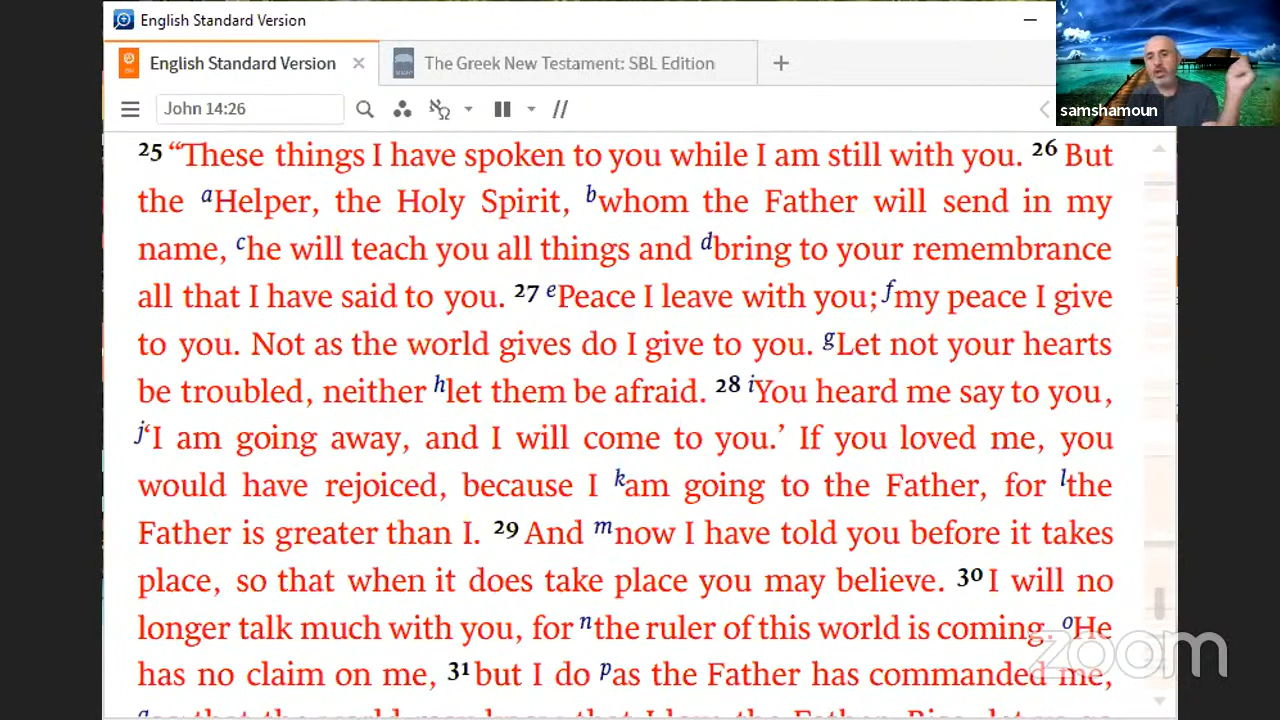 English Standard Version
English Standard Version
The Greek New Testament: SBL Edition
John 14:26
samshamoun
25 “These things I have spoken to you while I am still with you. 26 But
the aHelper, the Holy Spirit, bwhom the Father will send in my
name, che will teach you all things and dbring to your remembrance
all that I have said to you. 27 ePeace I leave with you; fmy peace I give
to you. Not as the world gives do I give to you. gLet not your hearts
be troubled, neither hlet them be afraid. 28 iYou heard me say to you,
j‘I am going away, and I will come to you.’ If you loved me, you
would have rejoiced, because I kam going to the Father, for lthe
Father is greater than I. 29 And mnow I have told you before it takes
place, so that when it does take place you may believe. 30 I will no
longer talk much with you, for nthe ruler of this world is coming. oHe
has no claim on me, 31 but I do pas the Father has commanded me,
zoom